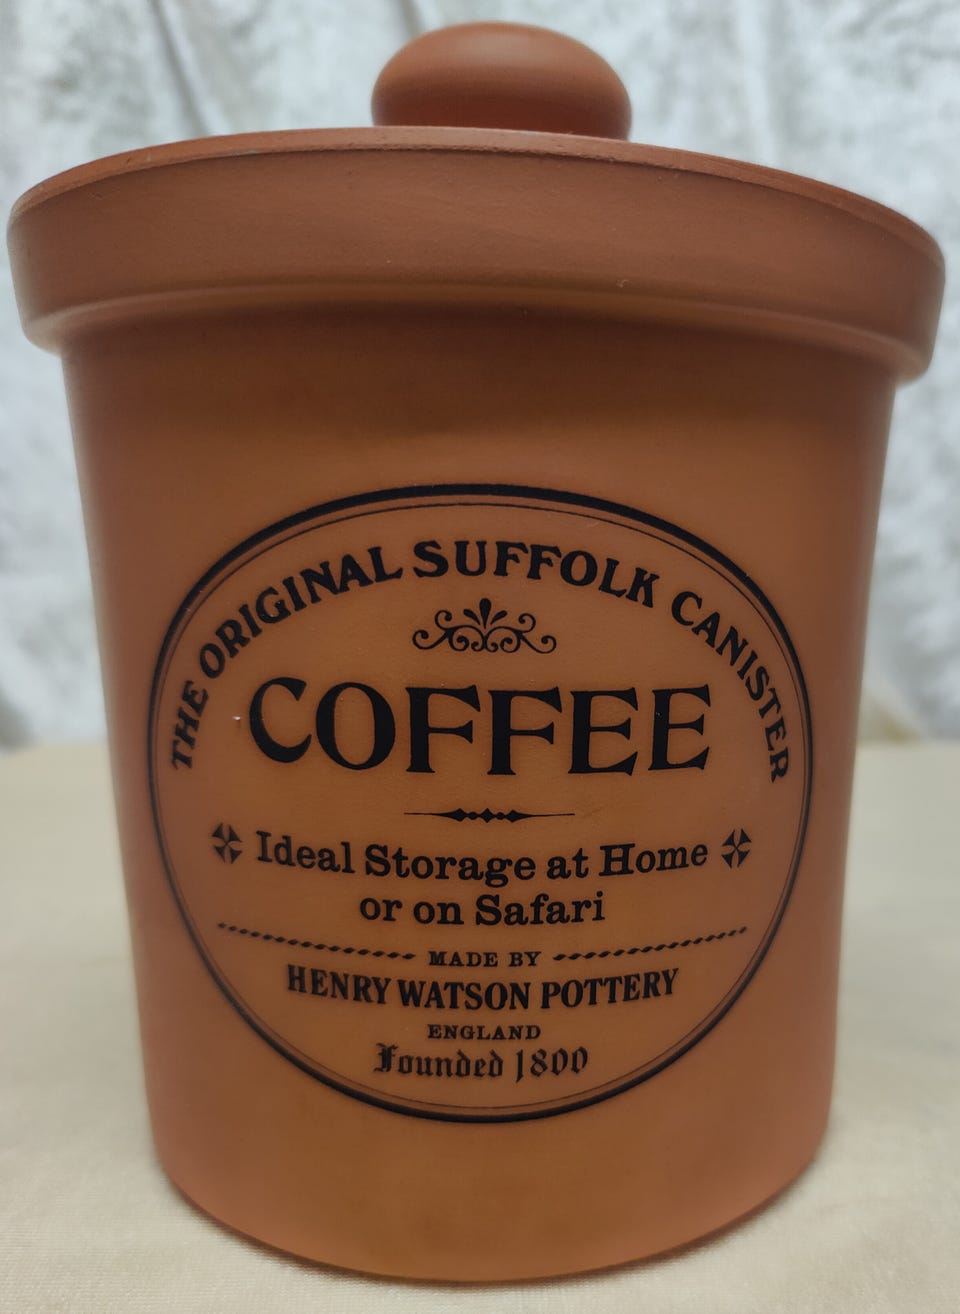 THE ORIGINAL SUFFOLK CANISTER
COFFEE
Ideal Storage at Home
or on Safari
MADE BY
HENRY WATSON POTTERY
ENGLAND
Founded 1800